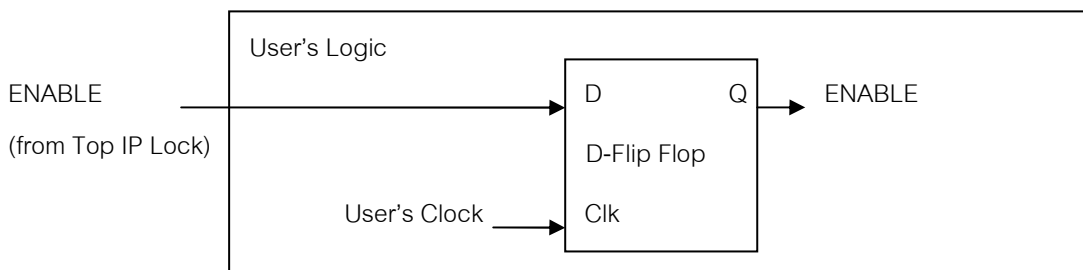 User's Logic
ENABLE
(from Top IP Lock)
D Q
D-Flip Flop
Clk
User's Clock
ENABLE